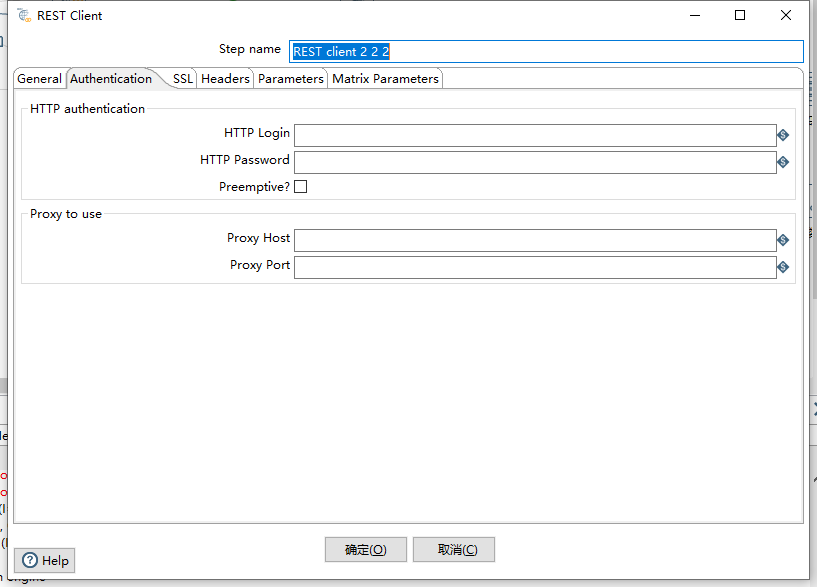 REST Client
Step name REST client 2 2 2
General Authentication SSL Headers Parameters Matrix Parameters
HTTP authentication
HTTP Login
HTTP Password
Preemptive?
Proxy to use
Proxy Host
Proxy Port
确定(O) 取消(C)
Help